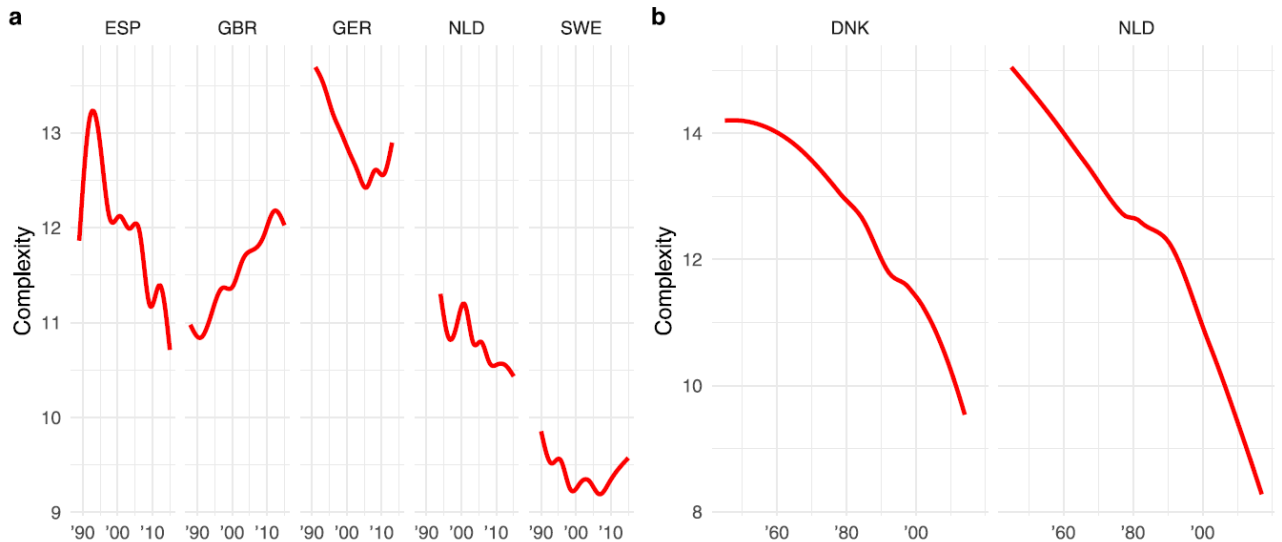 a
ESP GBR GER NLD SWE
Complexity
13
12
11
10
9
'90 '00 '10 '90 '00 '10 '90 '00 '10 '90 '00 '10 '90 '00 '10
b
DNK NLD
Complexity
14
12
10
8
'60 '80 '00 '60 '80 '00